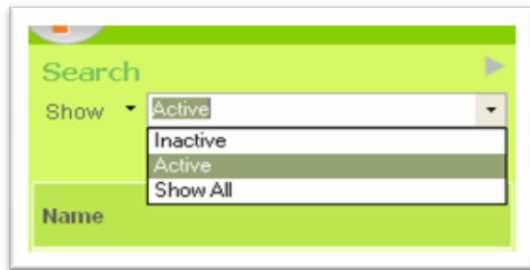 Search
Show Active
Inactive
Active
Show All
Name